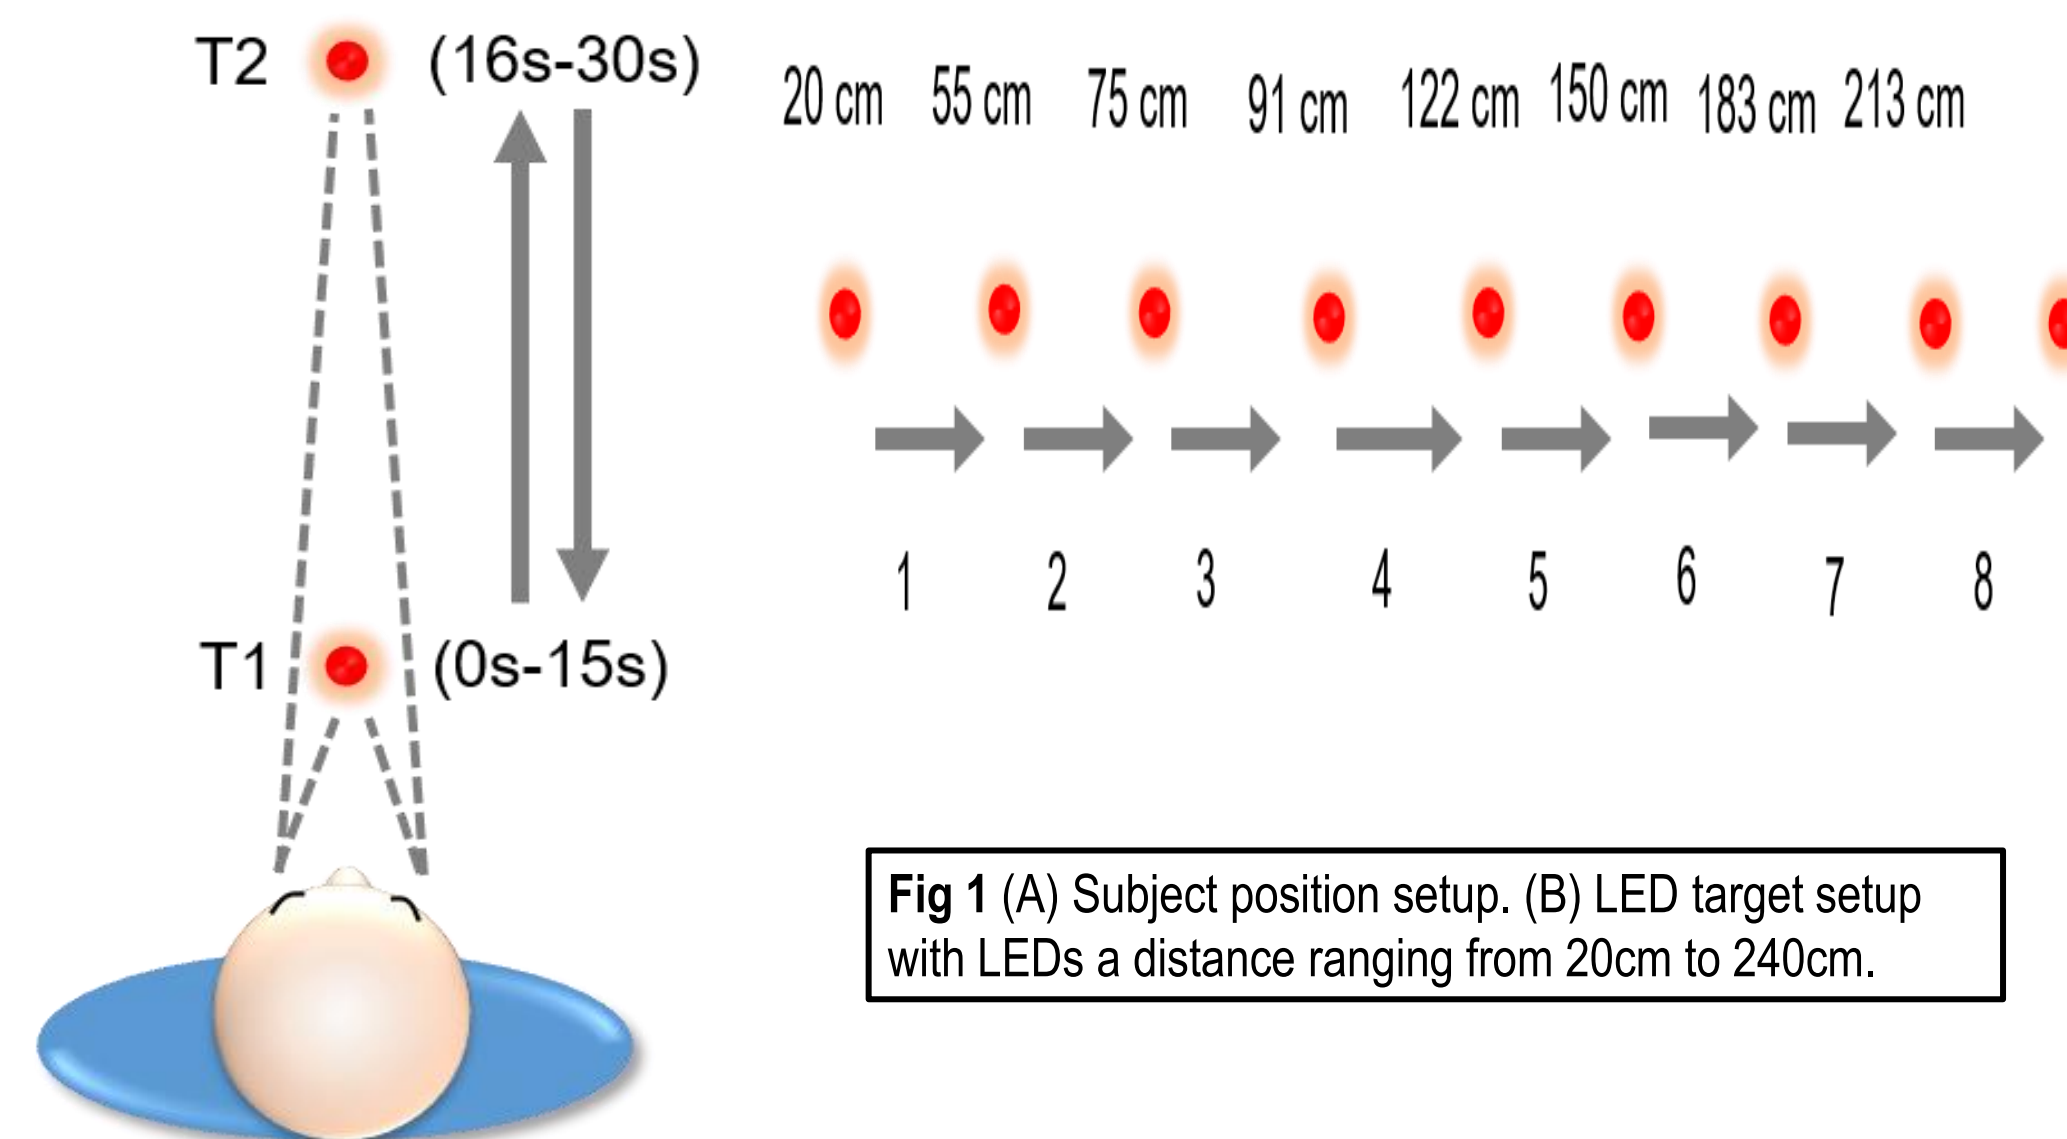 T2 (16s-30s)
T1 (0s-15s)
20 cm 55 cm 75 cm 91 cm 122 cm 150 cm 183 cm 213 cm
1 2 3 4 5 6 7 8
Fig 1 (A) Subject position setup. (B) LED target setup
with LEDs a distance ranging from 20cm to 240cm.